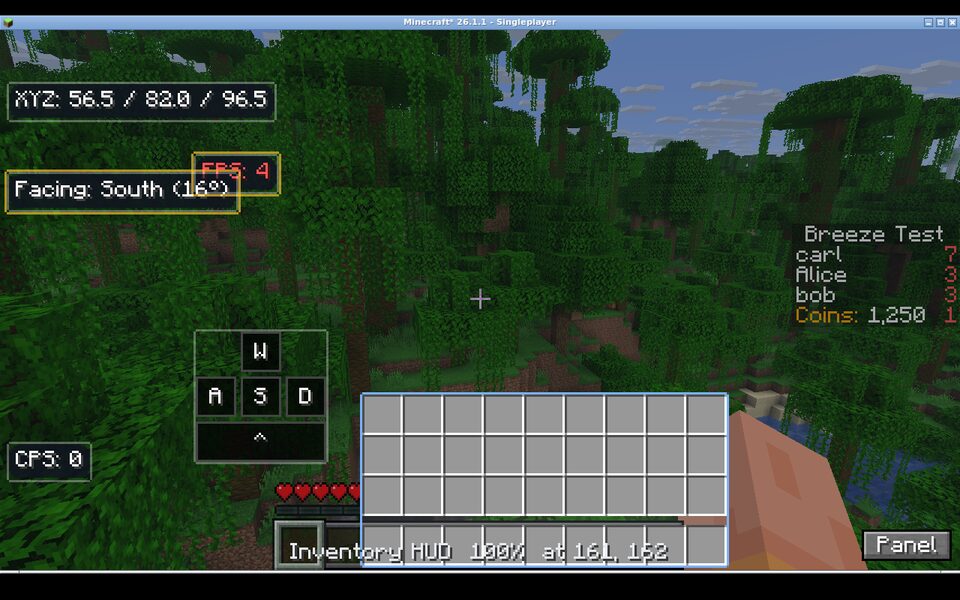 Minecraft* 26.1.1 - Singleplayer
XYZ: 56.5 / 82.0 / 96.5
FPS: 4
Facing: South (16°)
Breeze Test
carl 7
Alice 3
bob 3
Coins: 1,250 1
W
A S D
^
CPS: 0
Inventory HUD 100% at 161, 152
Panel